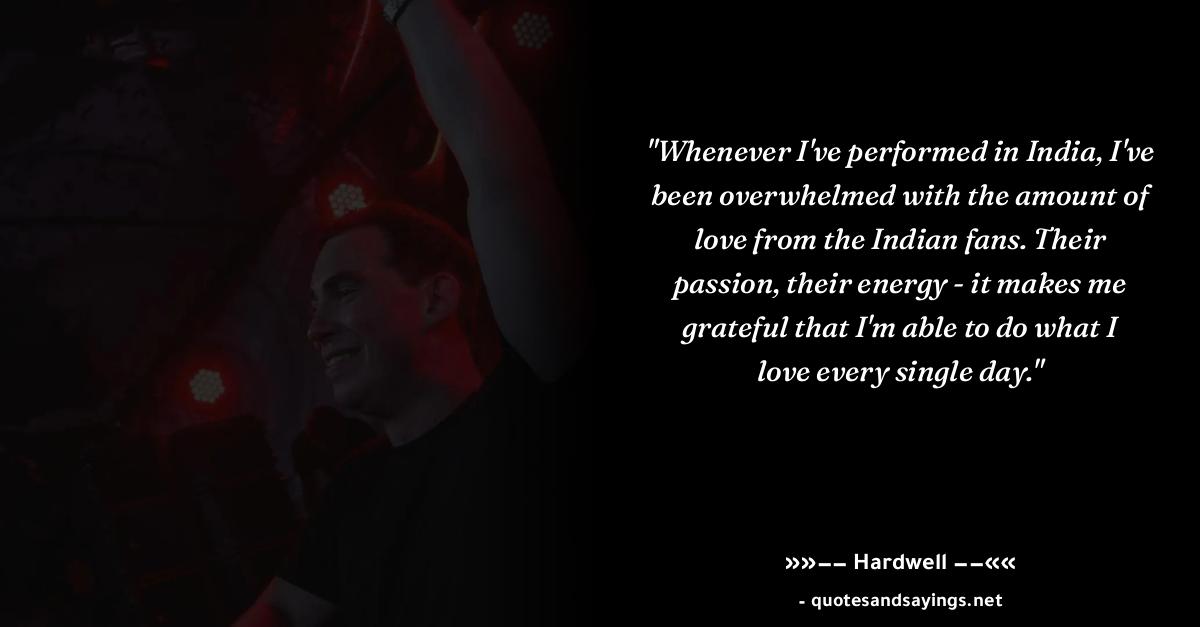 "Whenever I've performed in India, I've
been overwhelmed with the amount of
love from the Indian fans. Their
passion, their energy - it makes me
grateful that I'm able to do what I
love every single day."
»»−− Hardwell −−««
- quotesandsayings.net